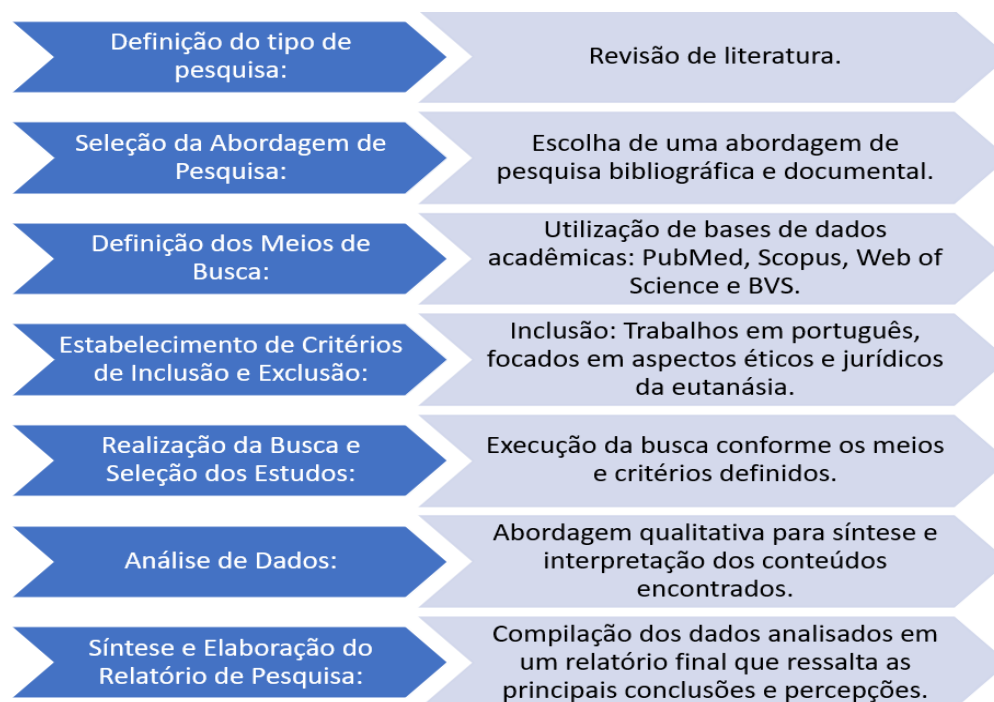 Definição do tipo de
pesquisa:
Revisão de literatura.
Seleção da Abordagem de
Pesquisa:
Escolha de uma abordagem de
pesquisa bibliográfica e documental.
Definição dos Meios de
Busca:
Utilização de bases de dados
acadêmicas: PubMed, Scopus, Web of
Science e BVS.
Estabelecimento de Critérios
de Inclusão e Exclusão:
Inclusão: Trabalhos em português,
focados em aspectos éticos e jurídicos
da eutanásia.
Realização da Busca e
Seleção dos Estudos:
Execução da busca conforme os meios
e critérios definidos.
Análise de Dados:
Abordagem qualitativa para síntese e
interpretação dos conteúdos
encontrados.
Síntese e Elaboração do
Relatório de Pesquisa:
Compilação dos dados analisados em
um relatório final que ressalta as
principais conclusões e percepções.